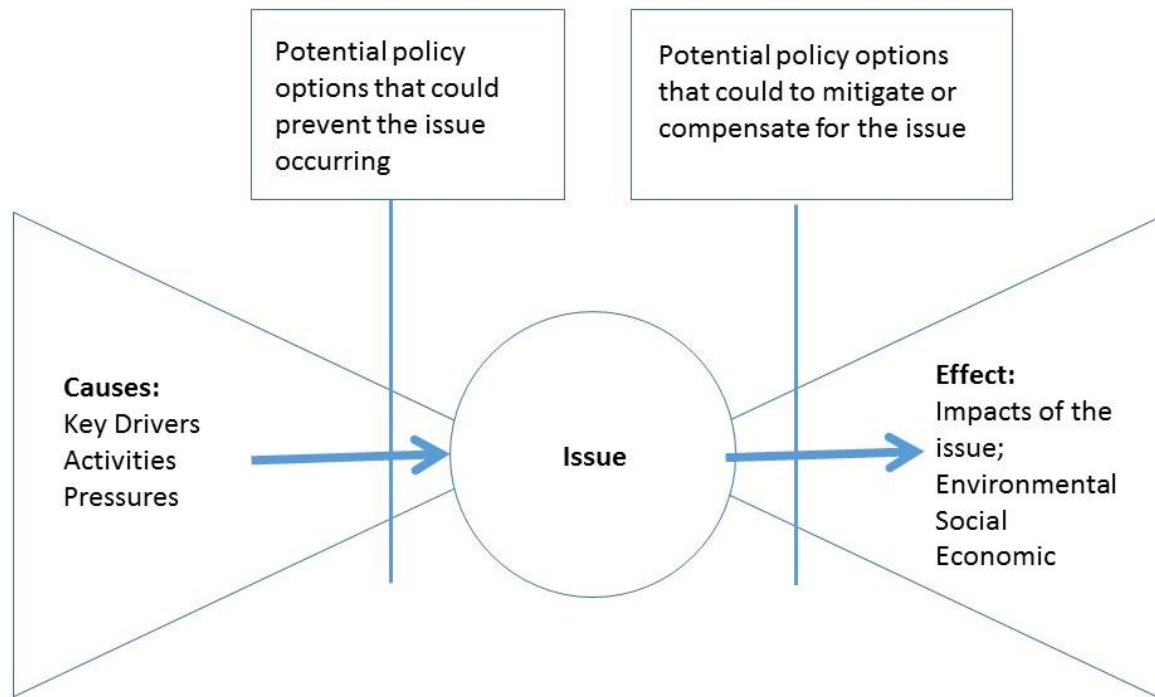 Potential policy
options that could
prevent the issue
occurring
Potential policy options
that could to mitigate or
compensate for the issue
Causes:
Key Drivers
Activities
Pressures
Issue
Effect:
Impacts of the
issue;
Environmental
Social
Economic